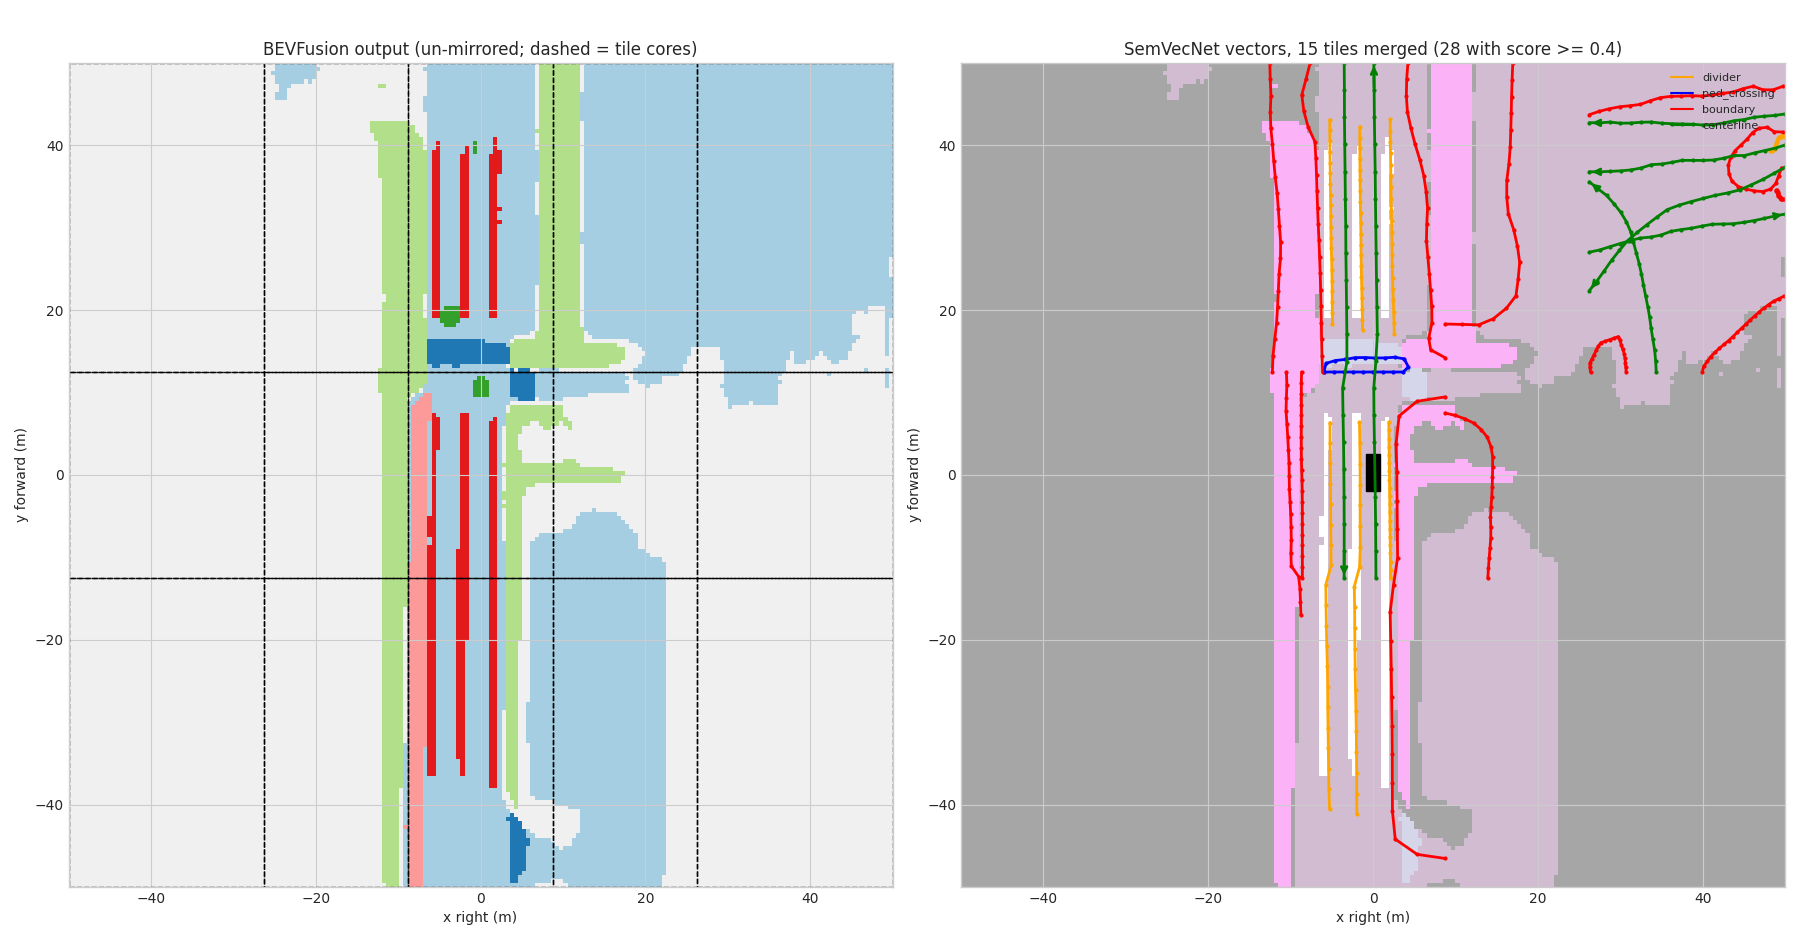 BEVFusion output (un-mirrored; dashed = tile cores)
40
20
0
−20
−40
y forward (m)
−40
−20
0
20
40
x right (m)
SemVecNet vectors, 15 tiles merged (28 with score >= 0.4)
divider
ped_crossing
boundary
centerline
40
20
0
−20
−40
y forward (m)
−40
−20
0
20
40
x right (m)